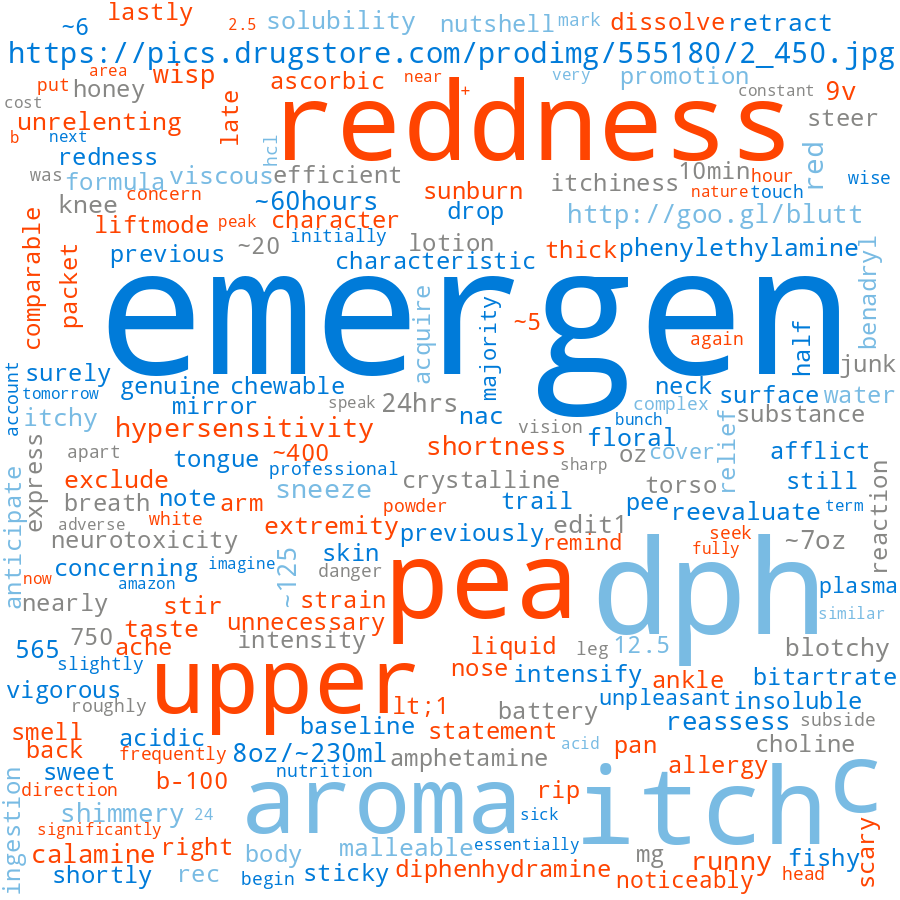 lastly
~6
2.5
solubility
nutshell
mark
dissolve
retract
https://pics.drugstore.com/prodimg/555180/2_450.jpg
area
put
wisp
ascorbic
near
very
promotion
honey
+
constant
9v
cost
reddness
unrelenting
late
steer
b
next
hcl
redness
red
was
formula
viscous
efficient
itchiness
10min
hour
wise
concern
sunburn
nature
touch
knee
~60hours
drop
http://goo.gl/blutt
liftmode
peak
character
comparable
packet
previous
~20
initially
lotion
thick
phenylethylamine
benadryl
characteristic
emergen
acquire
majority
~5
again
half
junk
account
surely
genuine
chewable
neck
surface
water
tomorrow
mirror
speak
24hrs
nac
complex
substance
itchy
hypersensitivity
vision
bunch
floral
relief
express
apart
tongue
~400
shortness
oz
cover
afflict
professional
sharp
exclude
crystalline
torso
still
anticipate
breath
note
arm
powder
trail
pee
reevaluate
term
reaction
adverse
white
extremity
previously
edit1
neurotoxicity
remind
seek
~7oz
fully
skin
now
concerning
imagine
~125
danger
pea
dph
amazon
plasma
nearly
stir
strain
similar
taste
unnecessary
565
750
ache
intensity
liquid
leg
12.5
blotchy
slightly
upper
nose
intensify
ankle
bitartrate
vigorous
roughly
lt;1
battery
unpleasant
insoluble
smell
acidic
baseline
statement
reassess
subside
back
frequently
8oz/~230ml
amphetamine
acid
pan
choline
sweet
b-100
nutrition
allergy
direction
aroma
rip
itch
c
ingestion
shimmery
24
sick
significantly
calamine
right
body
malleable
essentially
mg
runny
fishy
scary
shortly
rec
begin
sticky
diphenhydramine
noticeably
head